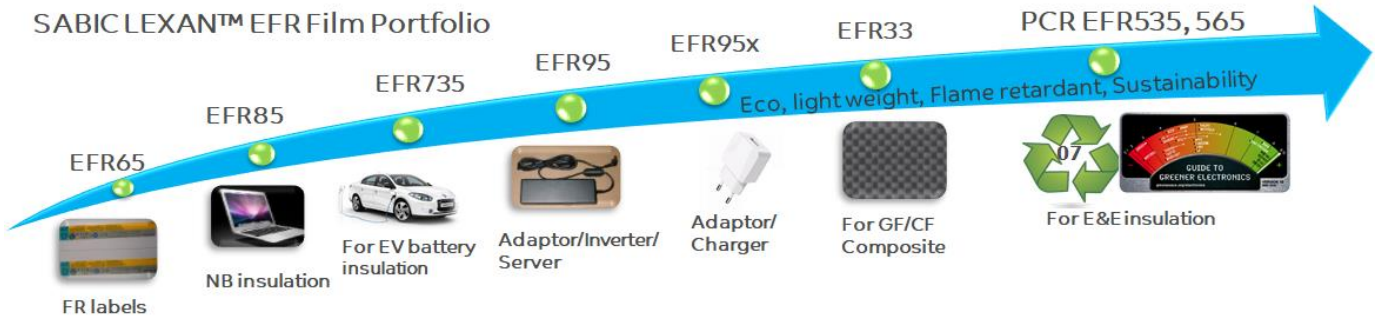 SABIC LEXAN™ EFR Film Portfolio
EFR65
EFR85
EFR735
EFR95
EFR95x
EFR33
PCR EFR535, 565
Eco, light weight, Flame retardant, Sustainability
FR labels
NB insulation
For EV battery
insulation
Adaptor/Inverter/
Server
Adaptor/
Charger
For GF/CF
Composite
07
GUIDE TO
GREENER ELECTRONICS
For E&E insulation